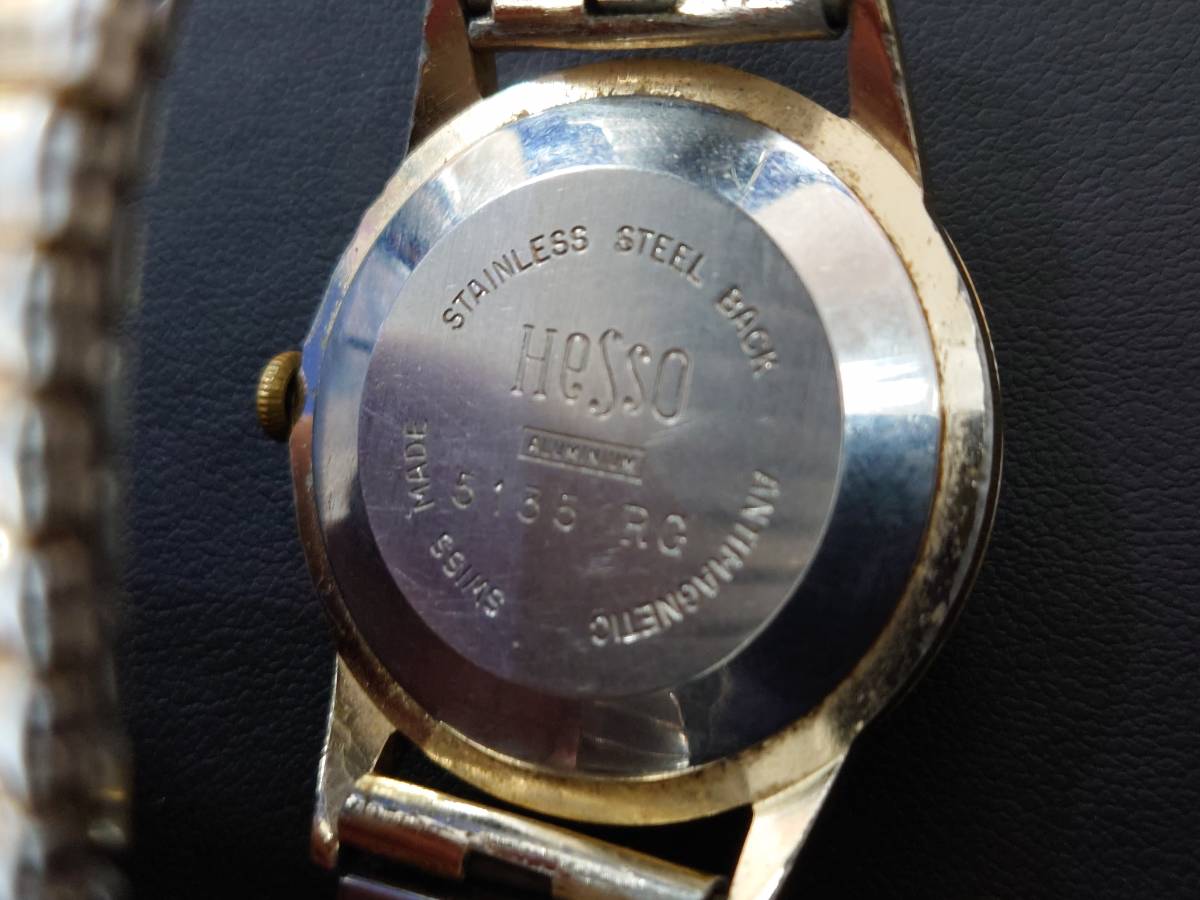 STAINLESS STEEL BACK
HeSSO
ALUMINIUM
5135 RG
ANTIMAGNETIC
SWISS MADE